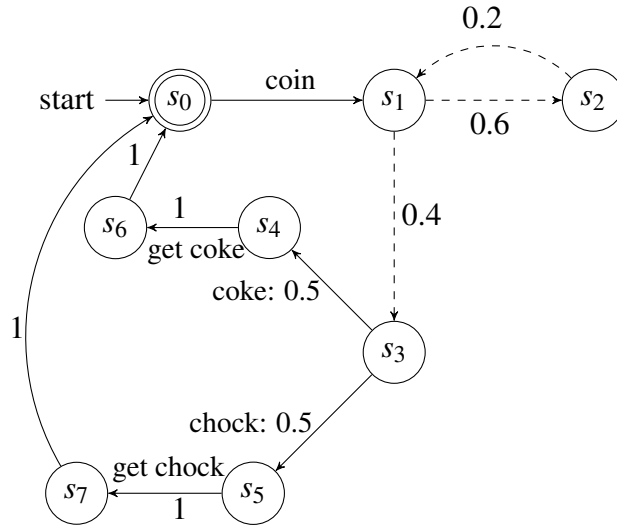 0.2
start
s0
coin
s1
s2
0.6
1
s6
1
s4
get coke
0.4
coke: 0.5
1
s3
chock: 0.5
get chock
s7
1
s5